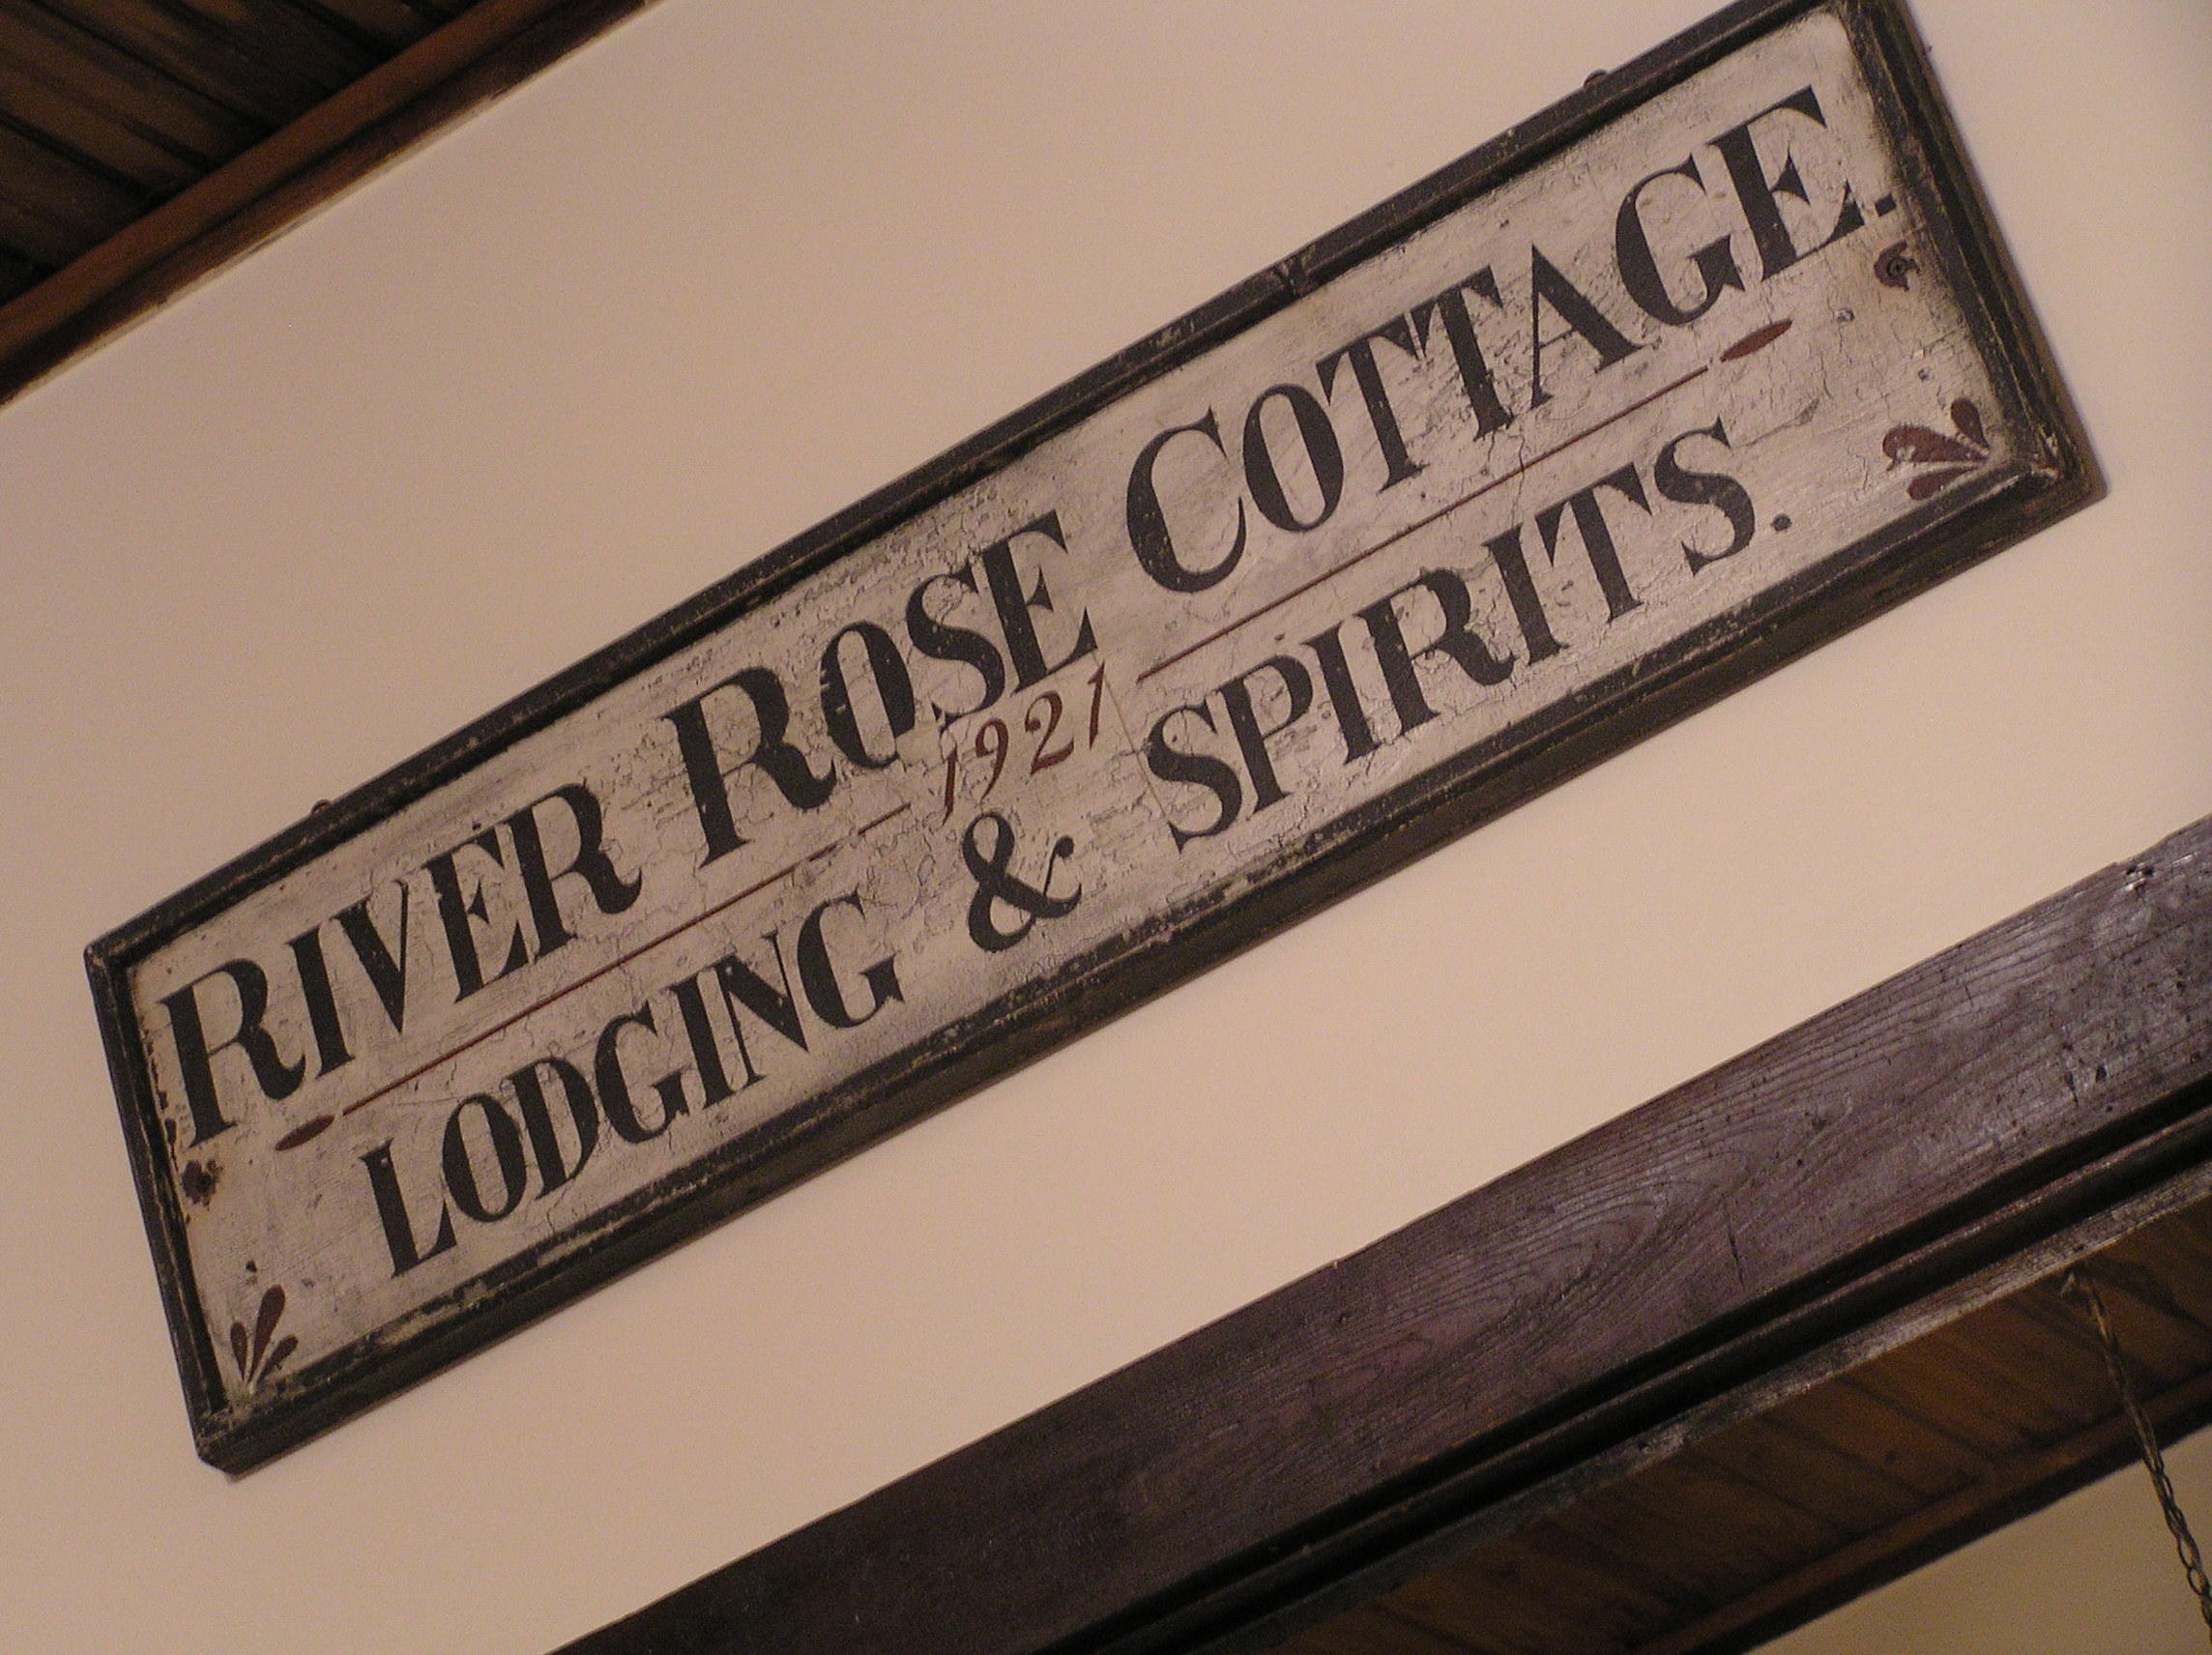 RIVER ROSE COTTAGE.
1921
LODGING & SPIRITS.